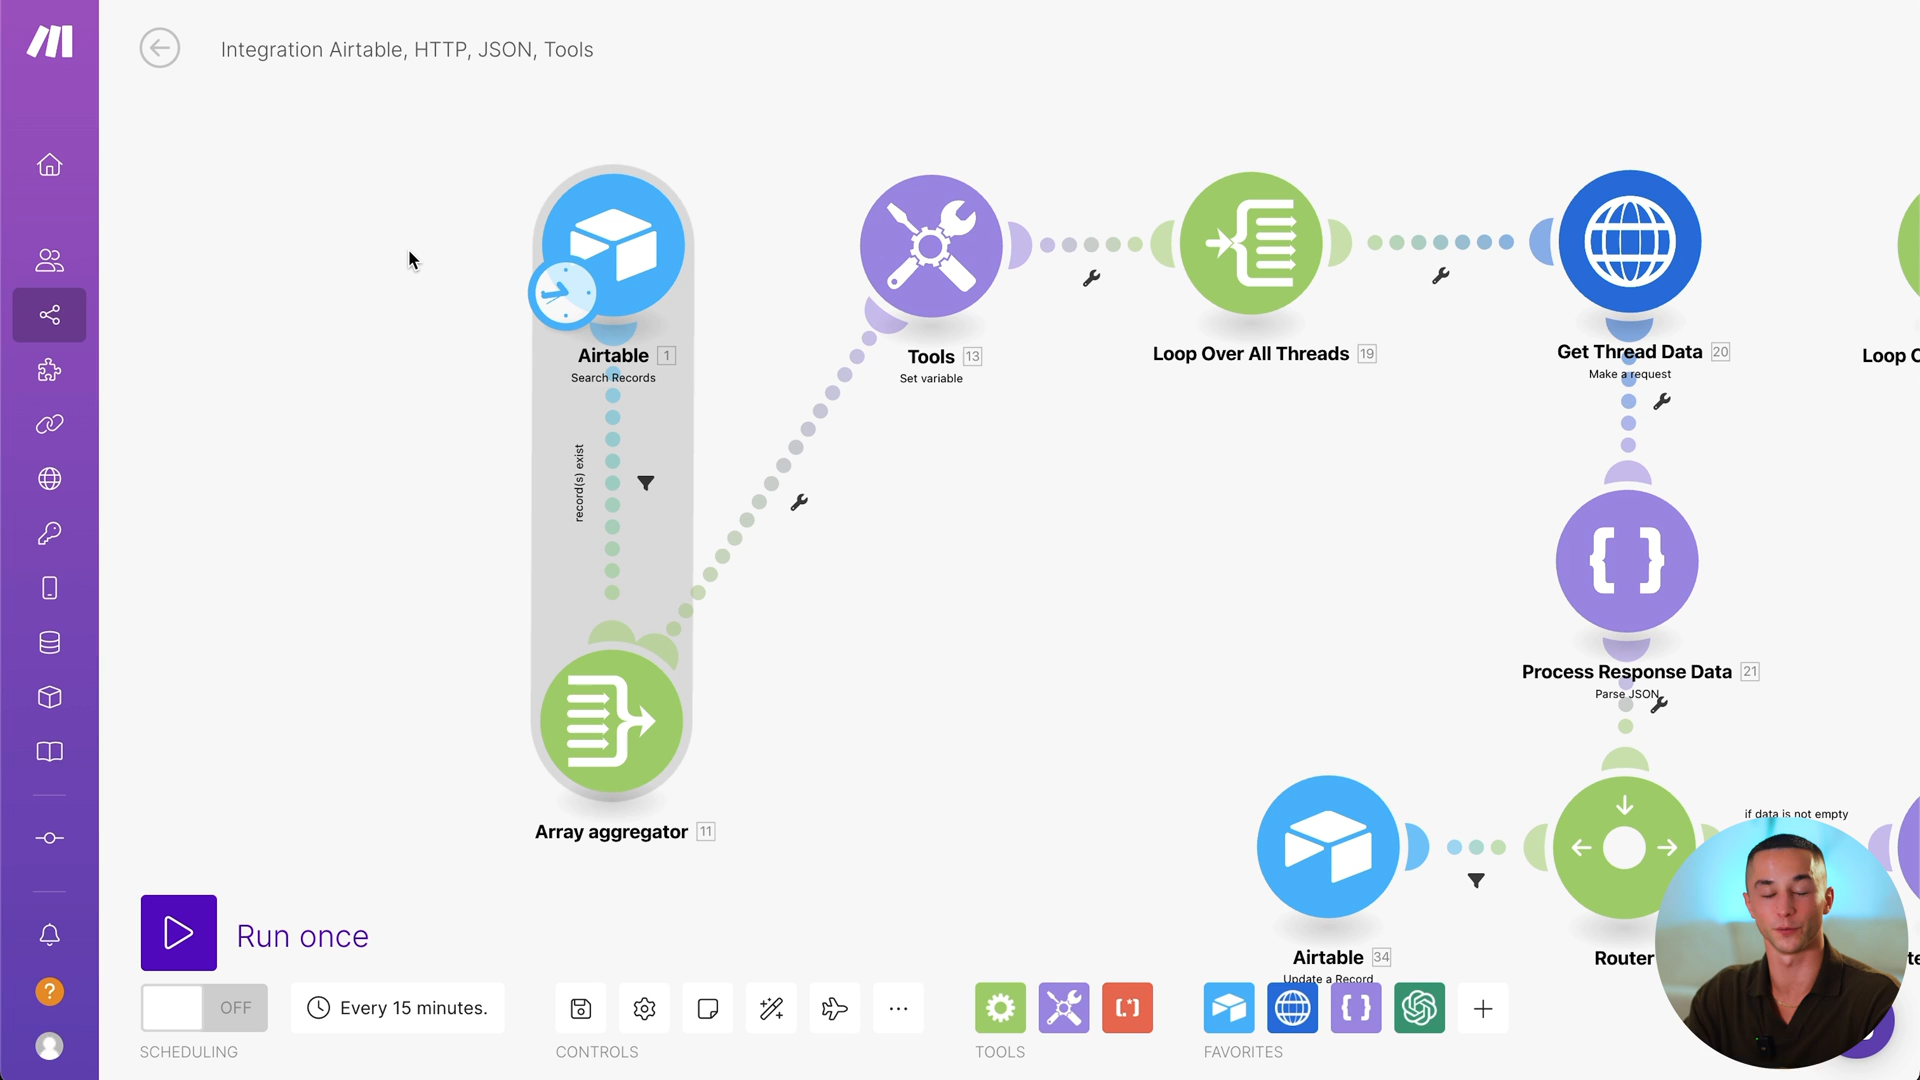 Integration Airtable, HTTP, JSON, Tools
Airtable 1
Search Records
record(s) exist
Array aggregator 11
Tools 13
Set variable
Loop Over All Threads 19
Get Thread Data 20
Make a request
Loop O
Process Response Data 21
Parse JSON
if data is not empty
Airtable 34
Update a Record
Router
Run once
OFF
Every 15 minutes.
SCHEDULING
CONTROLS
TOOLS
FAVORITES